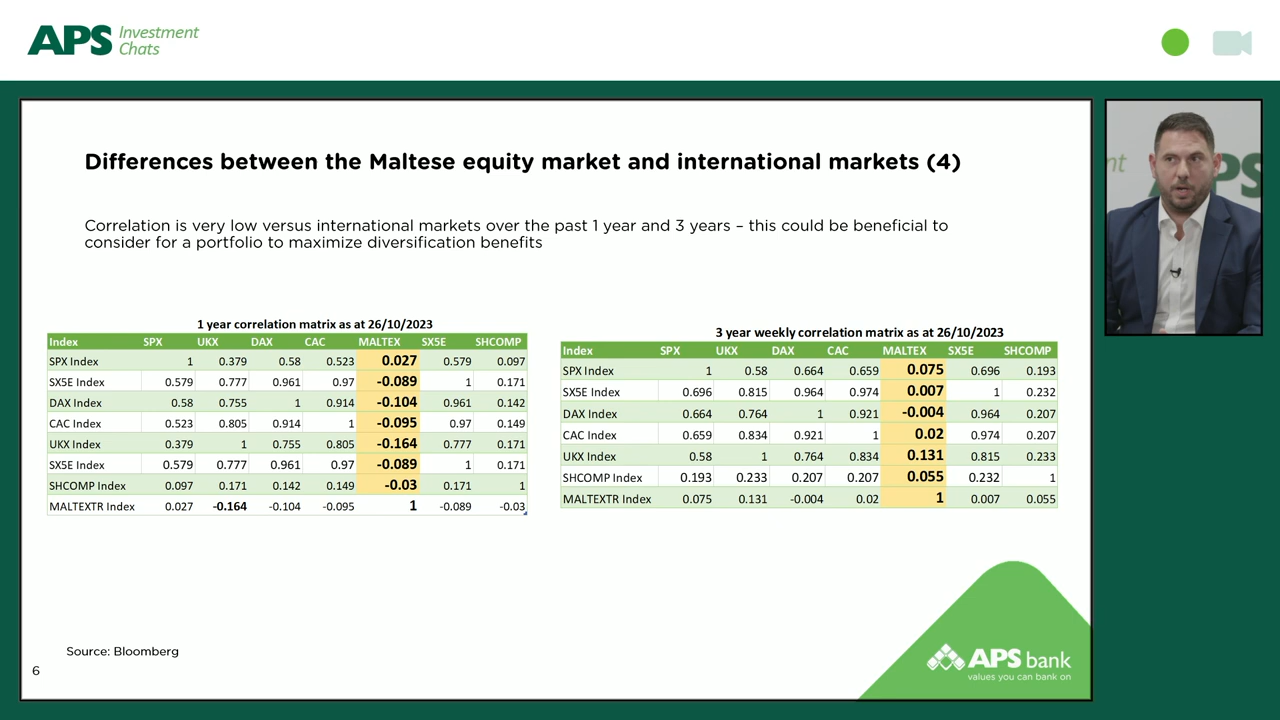 APS Investment
Chats
Differences between the Maltese equity market and international markets (4)
Correlation is very low versus international markets over the past 1 year and 3 years – this could be beneficial to
consider for a portfolio to maximize diversification benefits
1 year correlation matrix as at 26/10/2023
Index SPX UKX DAX CAC MALTEX SX5E SHCOMP
SPX Index 1 0.379 0.58 0.523 0.027 0.579 0.097
SX5E Index 0.579 0.777 0.961 0.97 -0.089 1 0.171
DAX Index 0.58 0.755 1 0.914 -0.104 0.961 0.142
CAC Index 0.523 0.805 0.914 1 -0.095 0.97 0.149
UKX Index 0.379 1 0.755 0.805 -0.164 0.777 0.171
SX5E Index 0.579 0.777 0.961 0.97 -0.089 1 0.171
SHCOMP Index 0.097 0.171 0.142 0.149 -0.03 0.171 1
MALTEXTR Index 0.027 -0.164 -0.104 -0.095 1 -0.089 -0.03
3 year weekly correlation matrix as at 26/10/2023
Index SPX UKX DAX CAC MALTEX SX5E SHCOMP
SPX Index 1 0.58 0.664 0.659 0.075 0.696 0.193
SX5E Index 0.696 0.815 0.964 0.974 0.007 1 0.232
DAX Index 0.664 0.764 1 0.921 -0.004 0.964 0.207
CAC Index 0.659 0.834 0.921 1 0.02 0.974 0.207
UKX Index 0.58 1 0.764 0.834 0.131 0.815 0.233
SHCOMP Index 0.193 0.233 0.207 0.207 0.055 0.232 1
MALTEXTR Index 0.075 0.131 -0.004 0.02 1 0.007 0.055
Source: Bloomberg
6
APS bank
values you can bank on